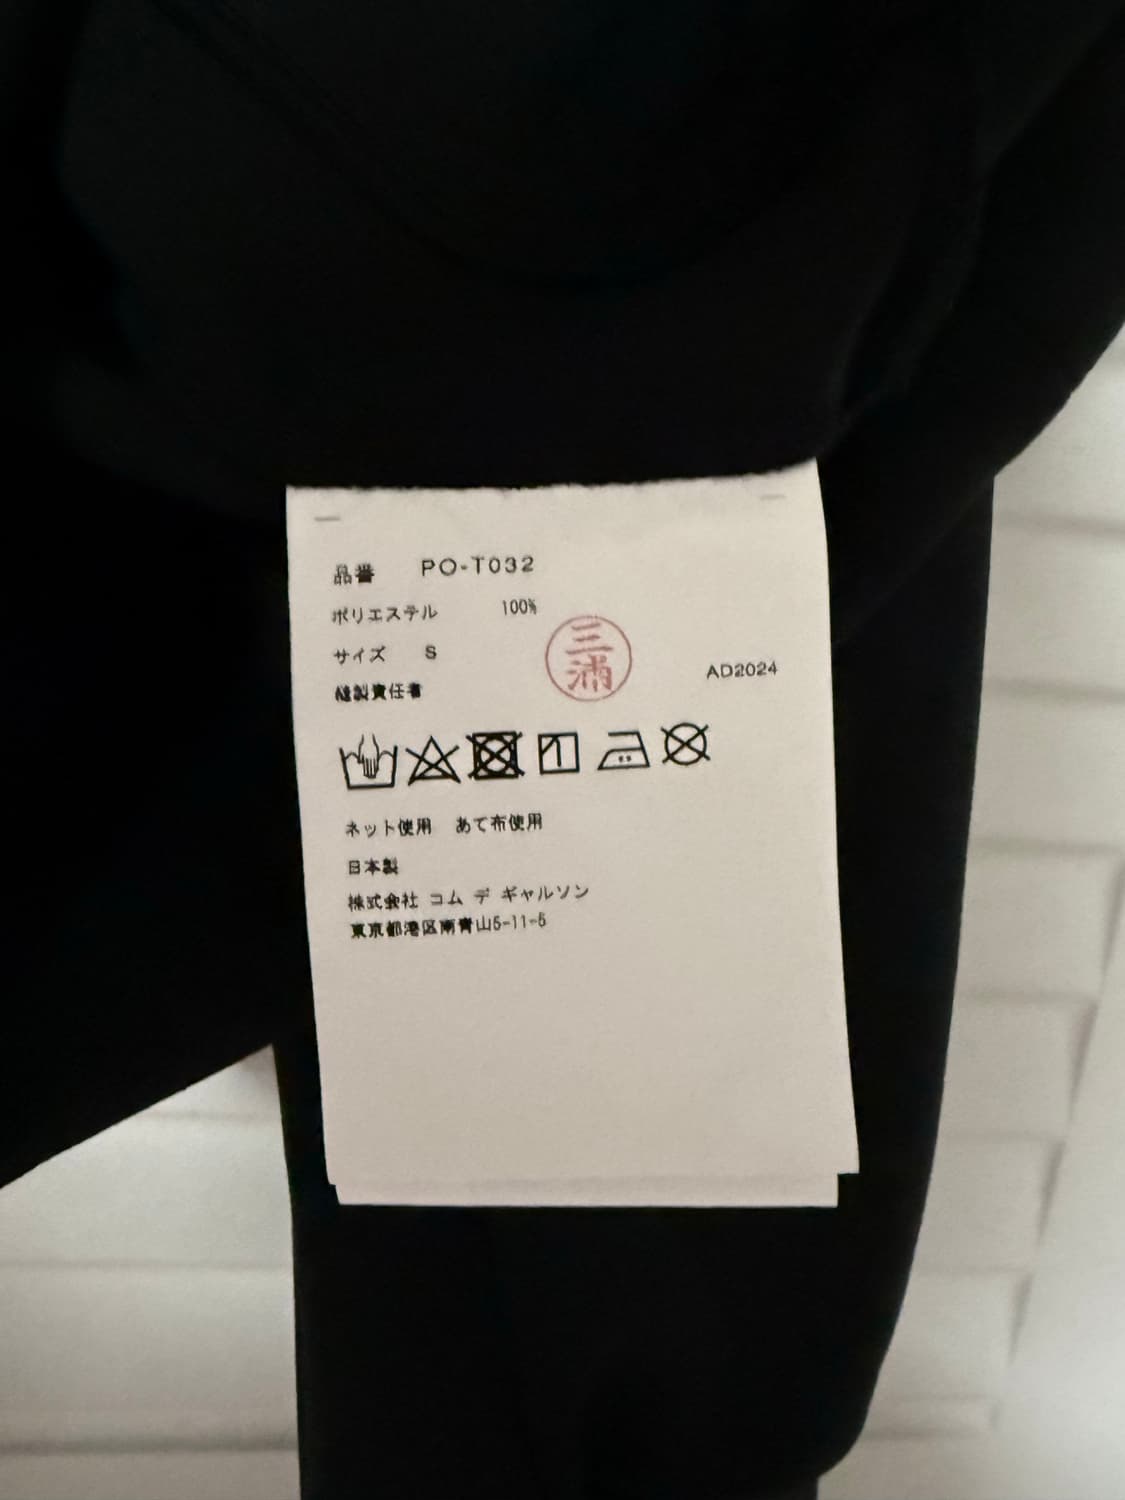 品番 PO-T032
ポリエステル 100%
サイズ S
縫製責任者
三満
AD2024
ネット使用 あて布使用
日本製
株式会社 コム デ ギャルソン
東京都港区南青山5-11-5